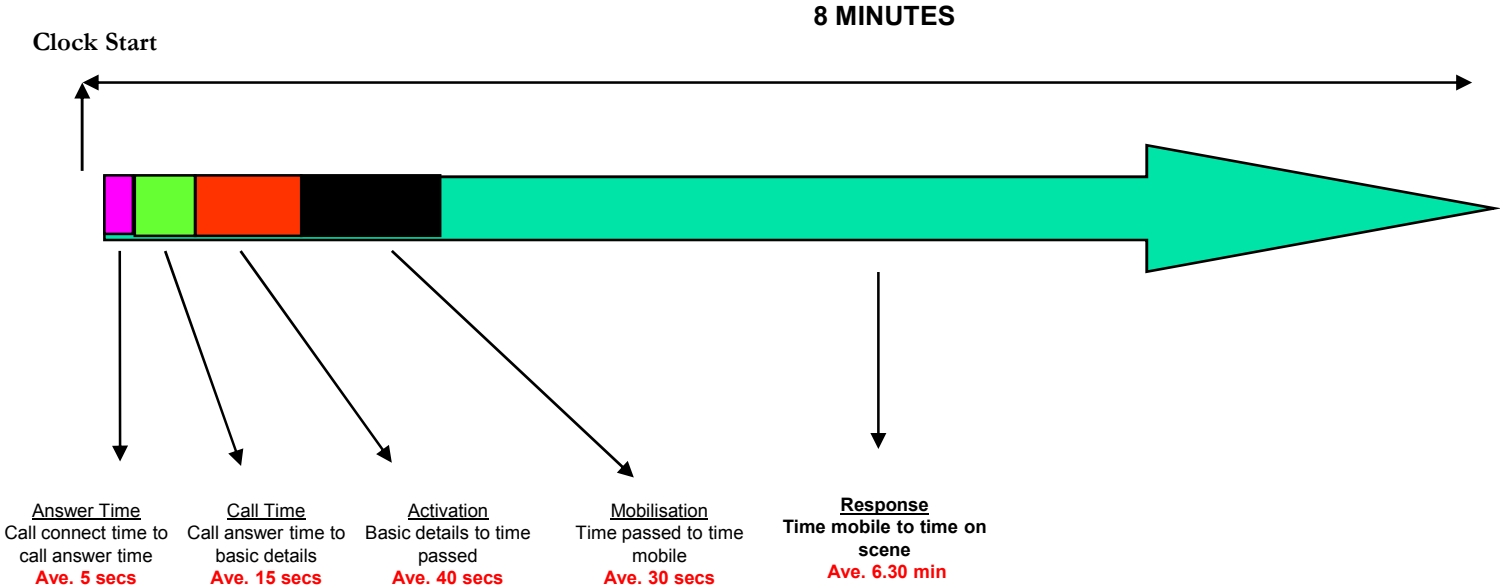 8 MINUTES
Clock Start
Answer Time
Call connect time to
call answer time
Ave. 5 secs
Call Time
Call answer time to
basic details
Ave. 15 secs
Activation
Basic details to time
passed
Ave. 40 secs
Mobilisation
Time passed to time
mobile
Ave. 30 secs
Response
Time mobile to time on
scene
Ave. 6.30 min